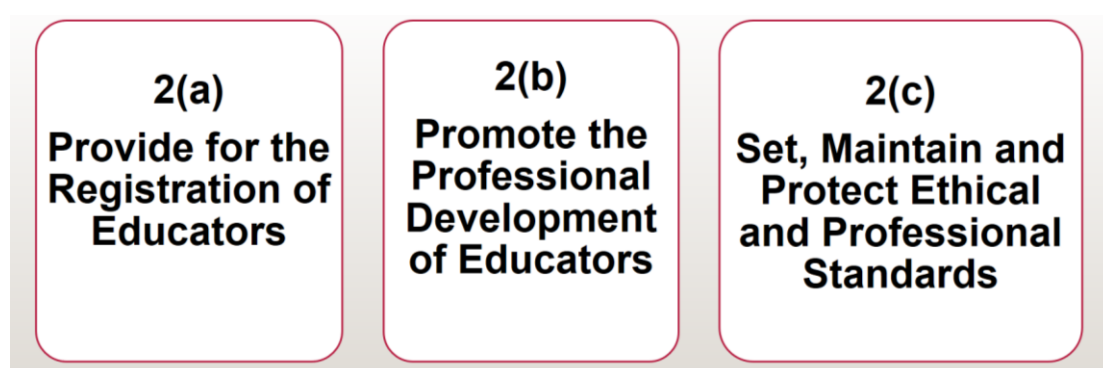 2(a)
Provide for the
Registration of
Educators
2(b)
Promote the
Professional
Development
of Educators
2(c)
Set, Maintain and
Protect Ethical
and Professional
Standards